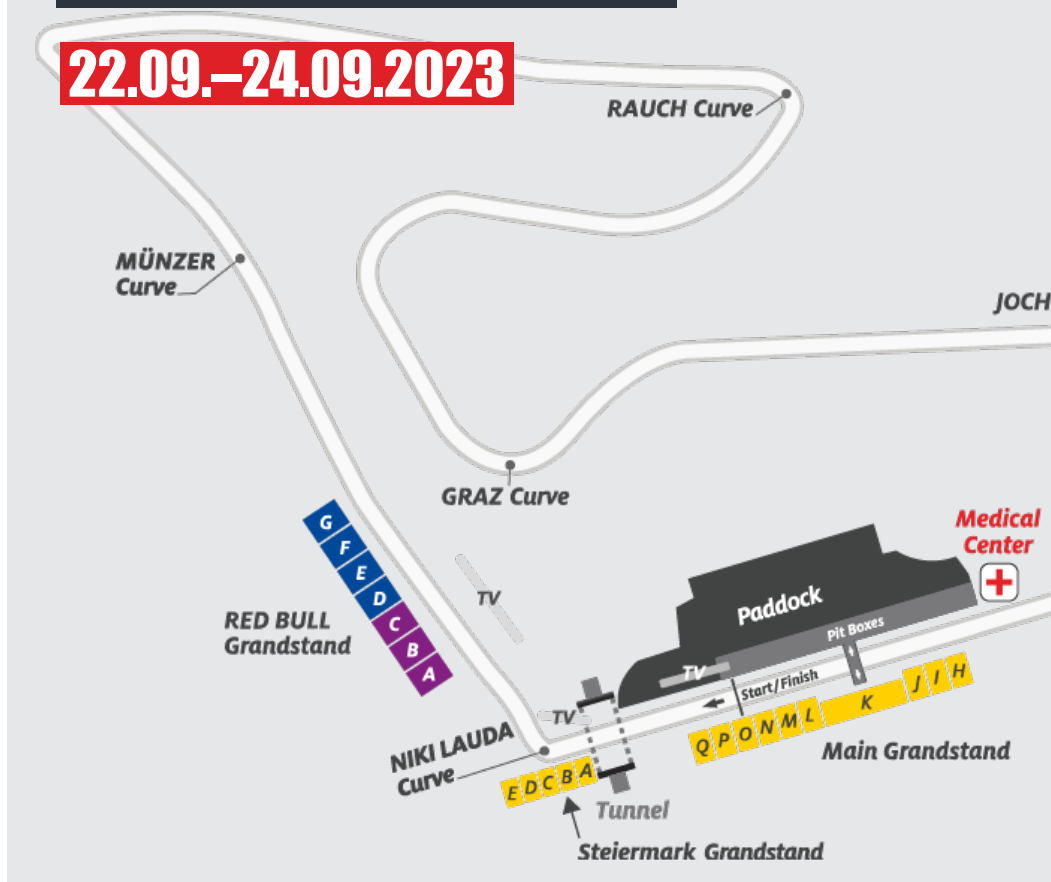 22.09.–24.09.2023
RAUCH Curve
MÜNZER
Curve
JOCH
GRAZ Curve
Medical
Center
G
F
E
D
C
B
A
RED BULL
Grandstand
TV
Paddock
Pit Boxes
TV
Start/Finish
TV
Q P O N M L K J I H
Main Grandstand
NIKI LAUDA
Curve
E D C B A
Tunnel
Steiermark Grandstand